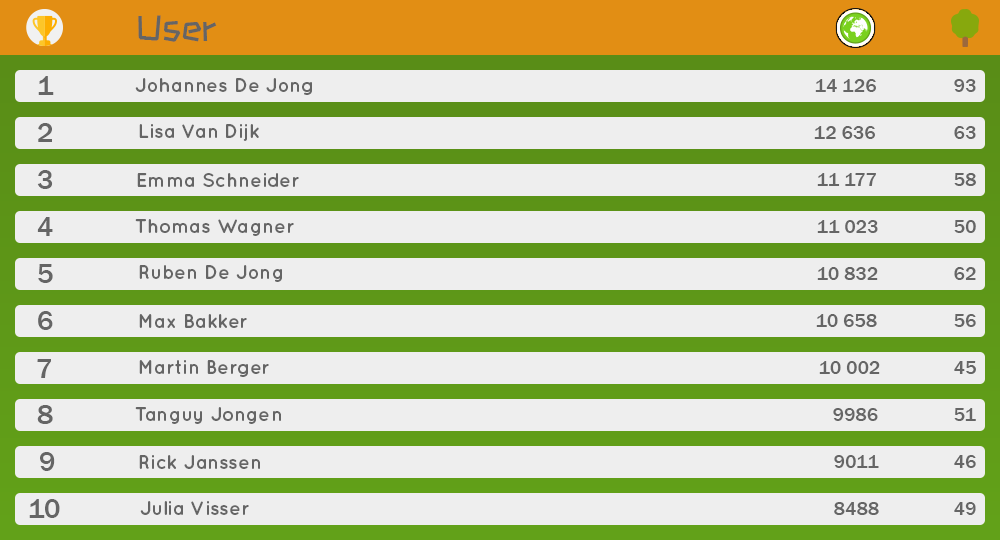 User
1 Johannes De Jong 14 126 93
2 Lisa Van Dijk 12 636 63
3 Emma Schneider 11 177 58
4 Thomas Wagner 11 023 50
5 Ruben De Jong 10 832 62
6 Max Bakker 10 658 56
7 Martin Berger 10 002 45
8 Tanguy Jongen 9986 51
9 Rick Janssen 9011 46
10 Julia Visser 8488 49